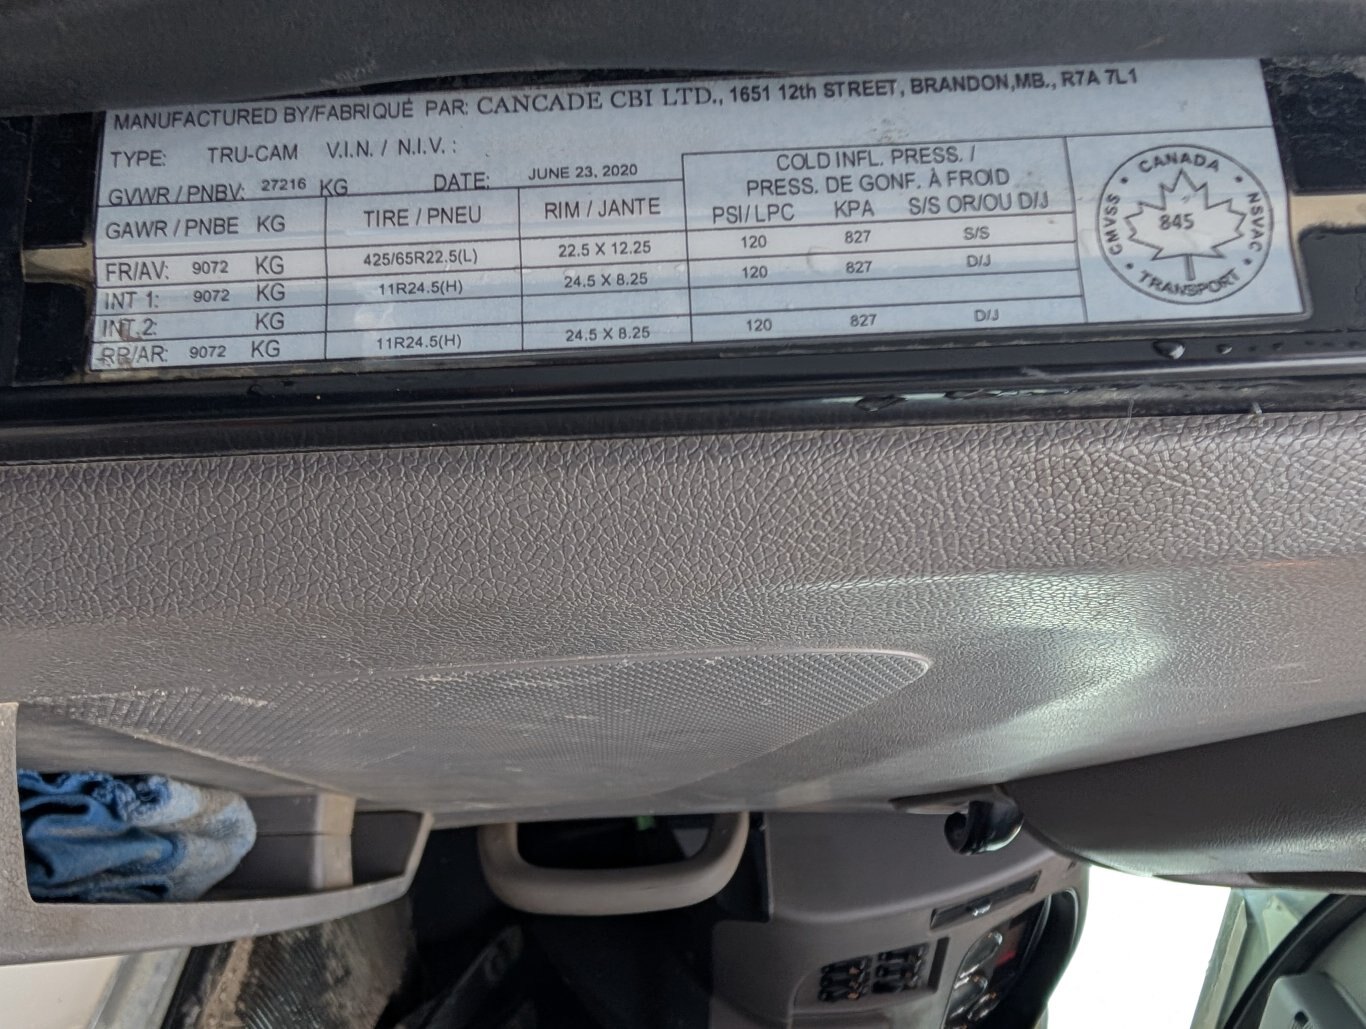 MANUFACTURED BY/FABRIQUÉ PAR: CANCADE CBI LTD., 1651 12th STREET, BRANDON,MB., R7A 7L1
TYPE: TRU-CAM V.I.N. / N.I.V. :
GVWR / PNBV: 27216 KG DATE: JUNE 23, 2020
COLD INFL. PRESS. /
PRESS. DE GONF. À FROID
GAWR / PNBE KG TIRE / PNEU RIM / JANTE PSI/ LPC KPA S/S OR/OU D/J
FR/AV: 9072 KG 425/65R22.5(L) 22.5 X 12.25 120 827 S/S
INT 1: 9072 KG 11R24.5(H) 24.5 X 8.25 120 827 D/J
INT.2: KG
RR/AR: 9072 KG 11R24.5(H) 24.5 X 8.25 120 827 D/J
CANADA
CMVSS
NSVAC
845
TRANSPORT